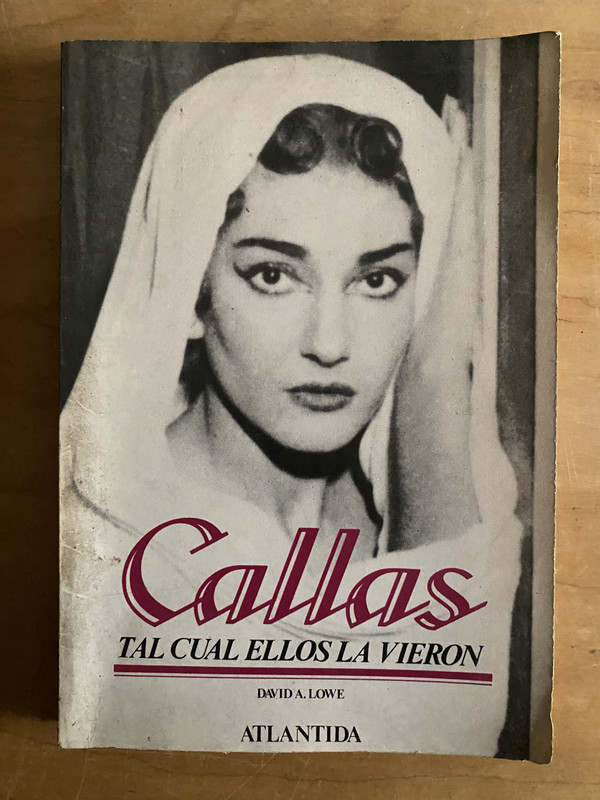 Callas
TAL CUAL ELLOS LA VIERON
DAVID A. LOWE
ATLANTIDA